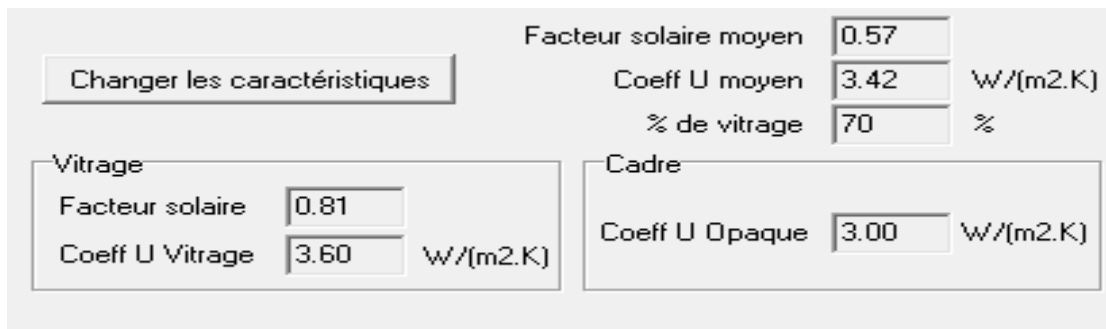 Facteur solaire moyen 0.57
Changer les caractéristiques
Coeff U moyen 3.42 W/(m2.K)
% de vitrage 70 %
Vitrage
Facteur solaire 0.81
Coeff U Vitrage 3.60 W/(m2.K)
Cadre
Coeff U Opaque 3.00 W/(m2.K)